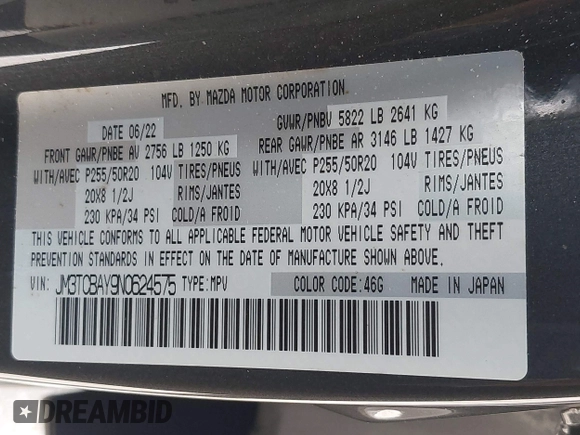 MFD. BY MAZDA MOTOR CORPORATION
DATE 06/22
GVWR/PNBV 5822 LB 2641 KG
FRONT GAWR/PNBE AV 2756 LB 1250 KG
REAR GAWR/PNBE AR 3146 LB 1427 KG
WITH/AVEC P255/50R20 104V TIRES/PNEUS
WITH/AVEC P255/50R20 104V TIRES/PNEUS
20X8 1/2J RIMS/JANTES
20X8 1/2J RIMS/JANTES
230 KPA/34 PSI COLD/A FROID
230 KPA/34 PSI COLD/A FROID
THIS VEHICLE CONFORMS TO ALL APPLICABLE FEDERAL MOTOR VEHICLE SAFETY AND THEFT
PREVENTION STANDARDS IN EFFECT ON THE DATE OF MANUFACTURE SHOWN ABOVE.
VIN: JM3TCBAY9N0624575 TYPE:MPV COLOR CODE:46G MADE IN JAPAN
DREAMBID